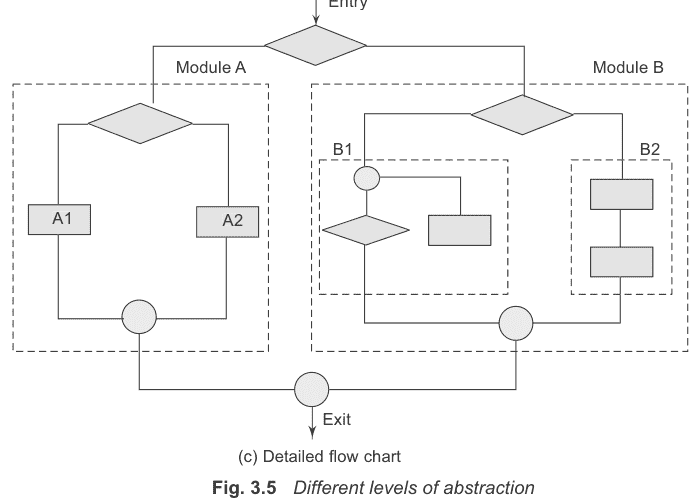 Entry
Module A
Module B
B1
B2
A1
A2
Exit
(c) Detailed flow chart
Fig. 3.5 Different levels of abstraction